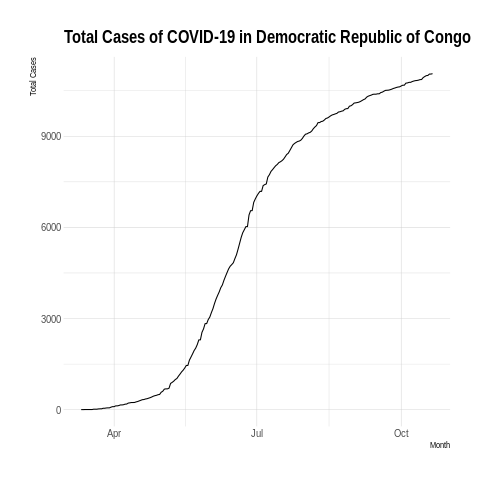 Total Cases of COVID-19 in Democratic Republic of Congo
Total Cases
9000
6000
3000
0
Apr Jul Oct
Month